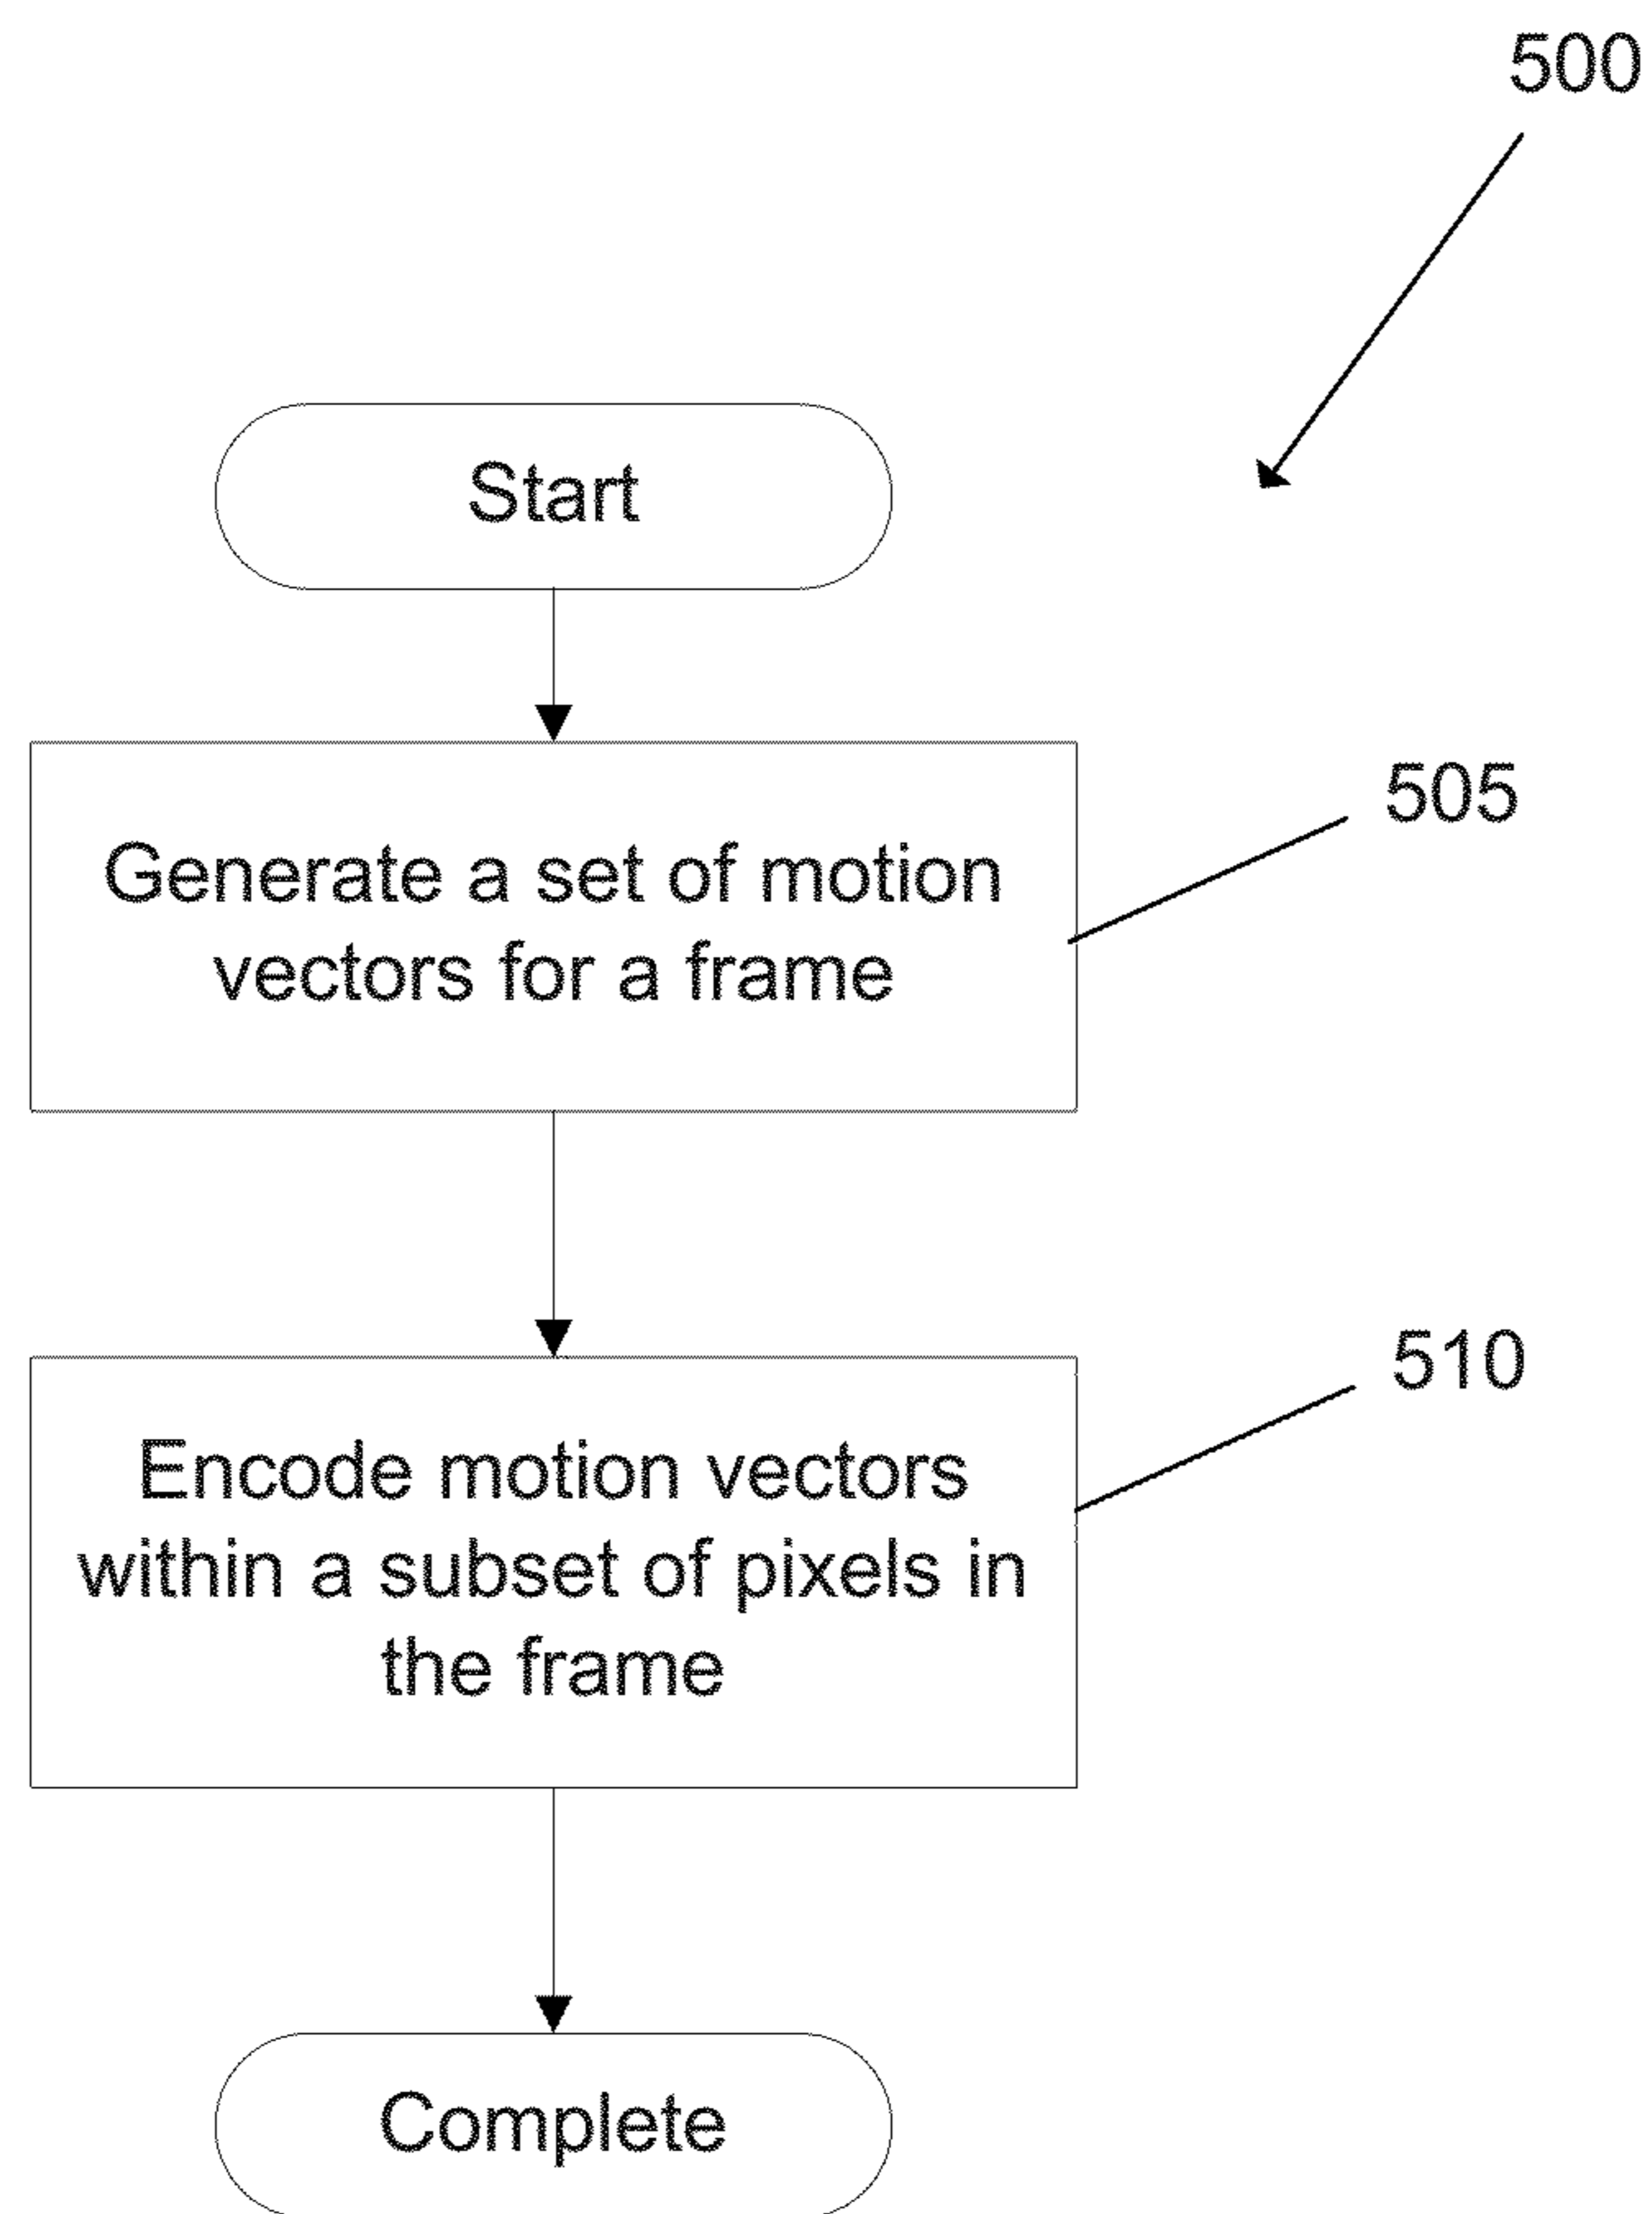 500
Start
Generate a set of motion
vectors for a frame
505
Encode motion vectors
within a subset of pixels in
the frame
510
Complete